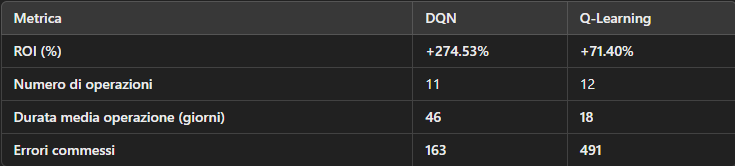 Metrica DQN Q-Learning
ROI (%) +274.53% +71.40%
Numero di operazioni 11 12
Durata media operazione (giorni) 46 18
Errori commessi 163 491